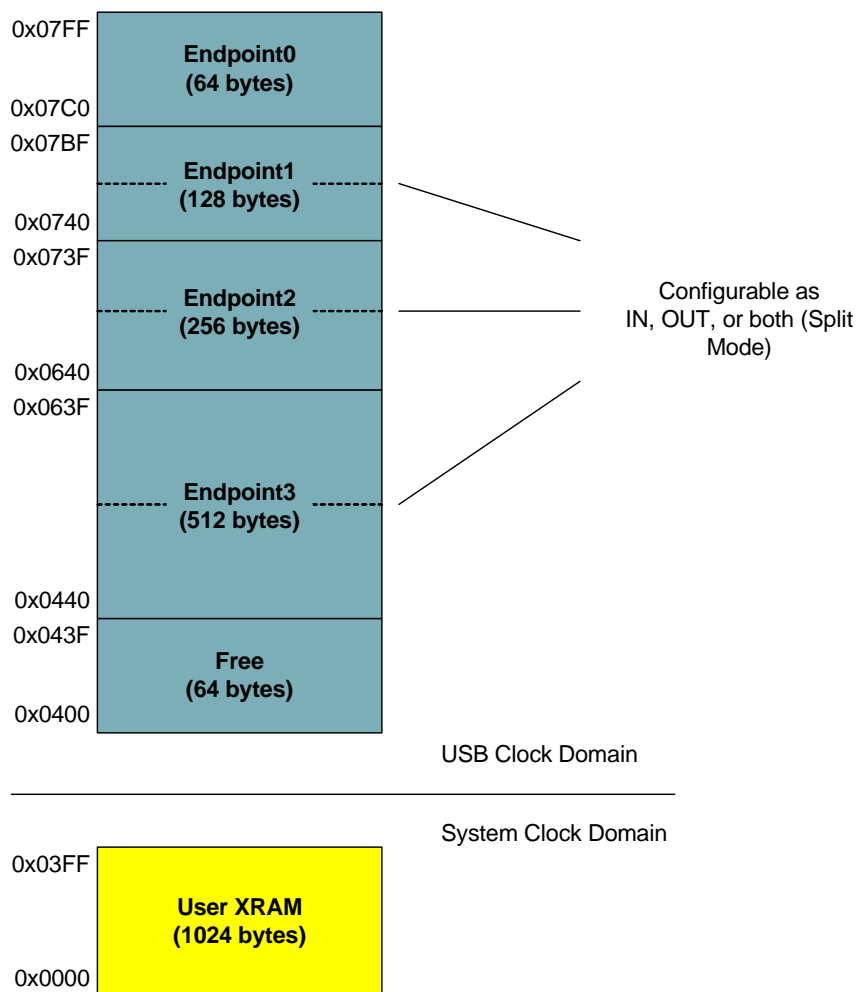 0x07FF
Endpoint0
(64 bytes)
0x07C0
0x07BF
Endpoint1
(128 bytes)
0x0740
0x073F
Endpoint2
(256 bytes)
Configurable as
IN, OUT, or both (Split
Mode)
0x0640
0x063F
Endpoint3
(512 bytes)
0x0440
0x043F
Free
(64 bytes)
0x0400
USB Clock Domain
System Clock Domain
0x03FF
User XRAM
(1024 bytes)
0x0000